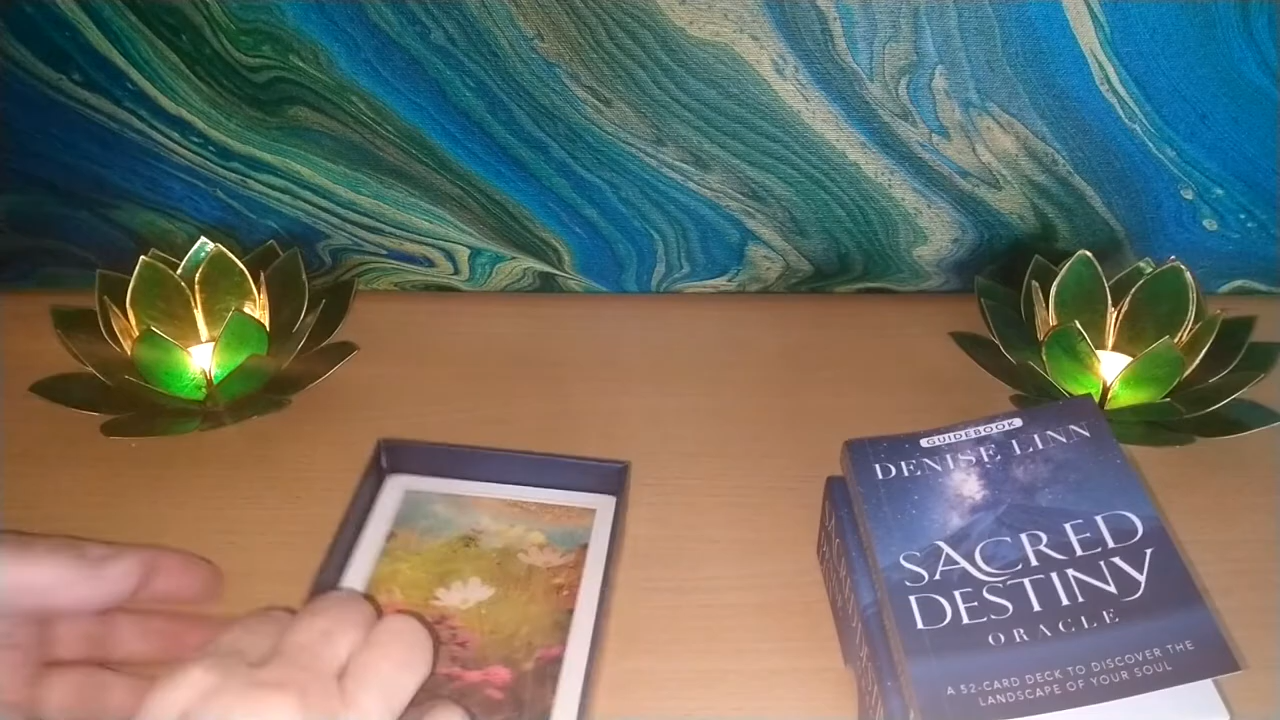 GUIDEBOOK
DENISE LINN
SACRED
DESTINY
ORACLE
A 52-CARD DECK TO DISCOVER THE
LANDSCAPE OF YOUR SOUL